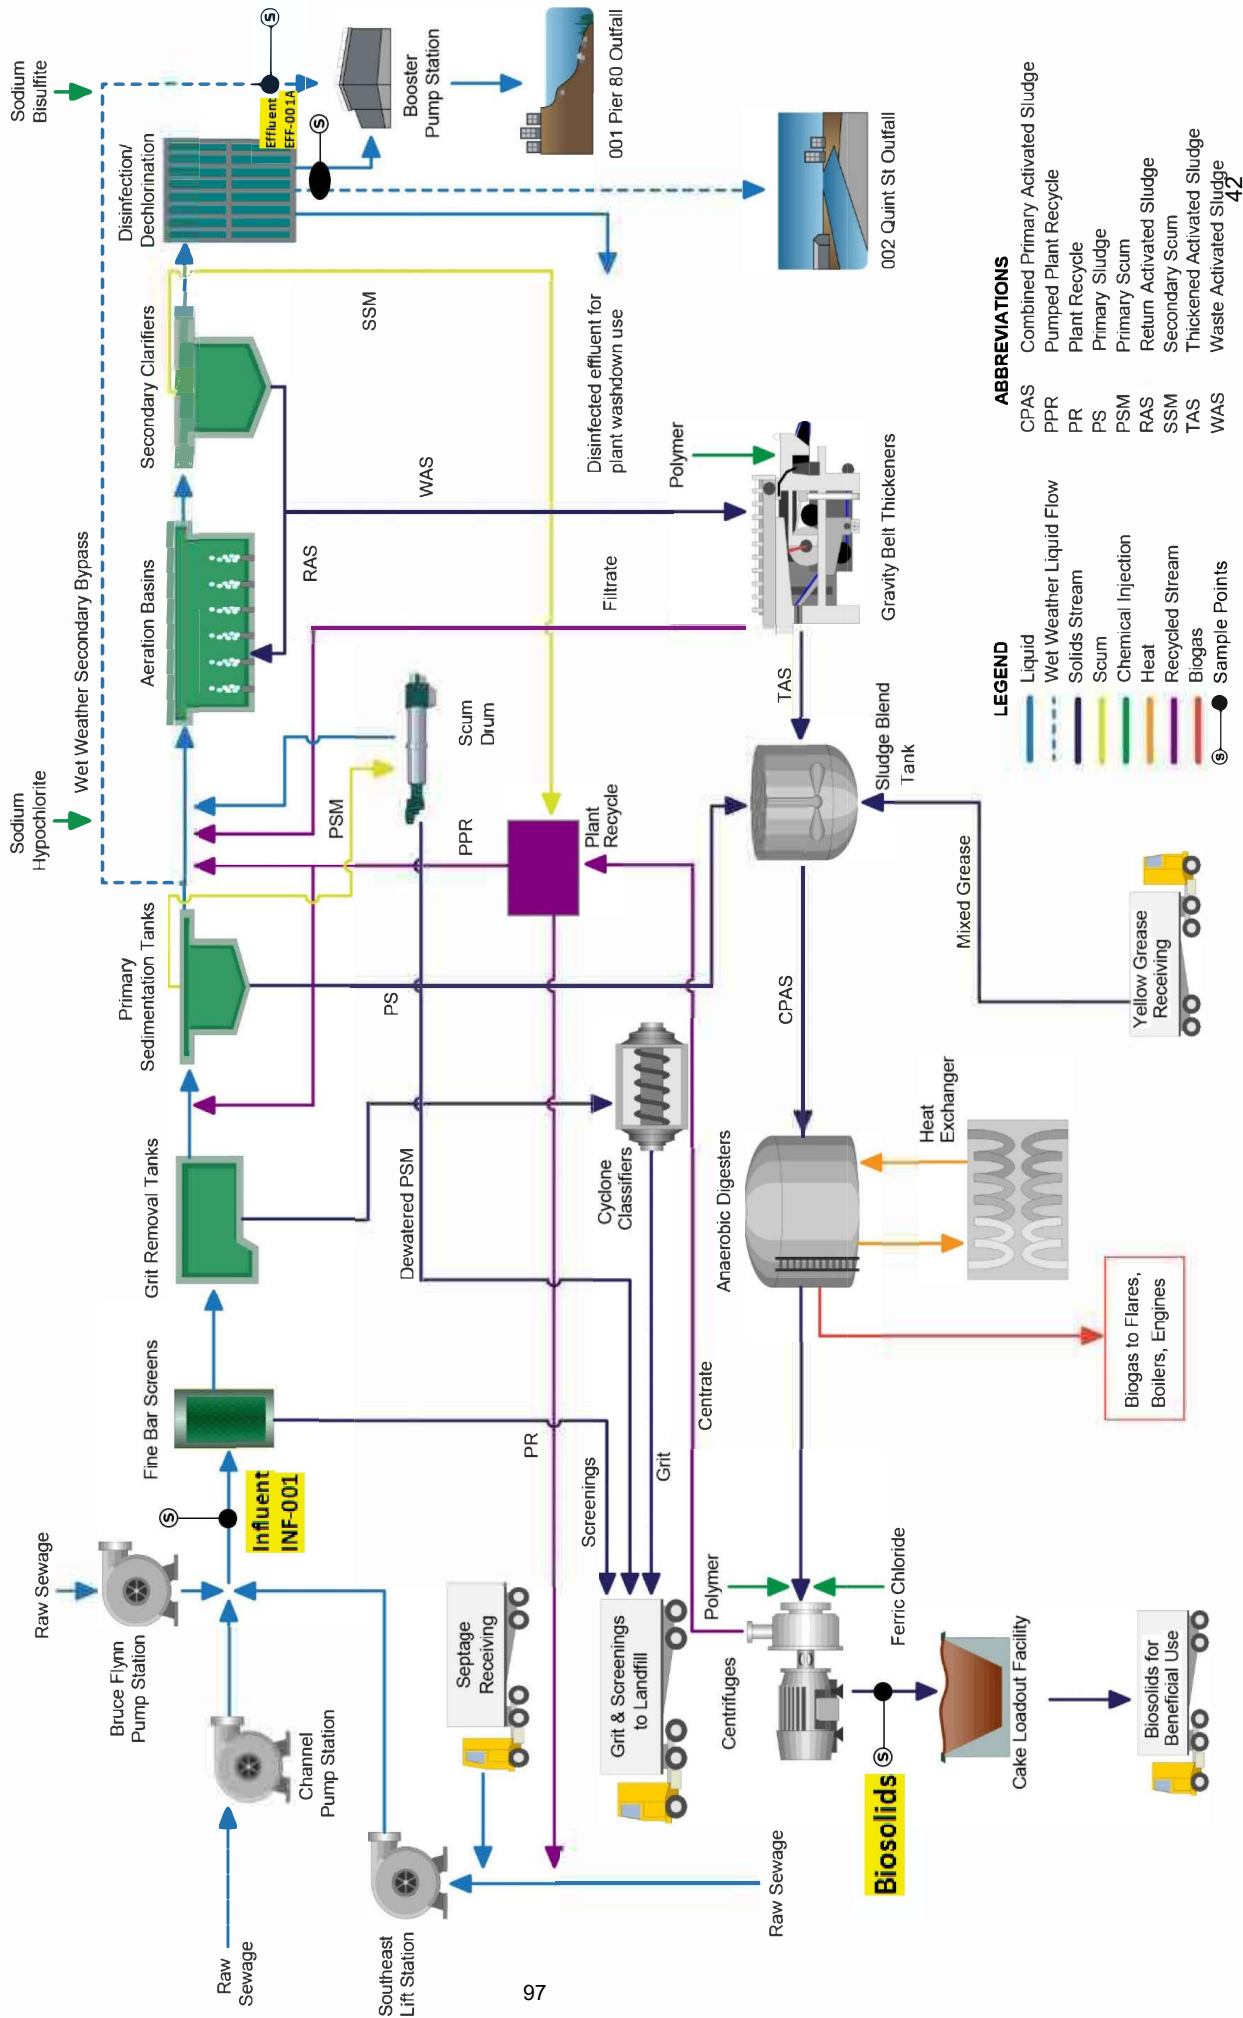 Sodium
Hypochlorite
Sodium
Bisulfite
Wet Weather Secondary Bypass
Raw Sewage
Bruce Flynn
Pump Station
Raw
Sewage
Channel
Pump Station
Southeast
Lift Station
Raw Sewage
Septage
Receiving
S
Influent
INF-001
Fine Bar Screens
Grit Removal Tanks
Primary
Sedimentation Tanks
Aeration Basins
Secondary Clarifiers
Disinfection/
Dechlorination
Effluent
EFF-001A
S
S
Booster
Pump Station
001 Pier 80 Outfall
002 Quint St Outfall
Disinfected effluent for
plant washdown use
SSM
RAS
WAS
PSM
Scum
Drum
PPR
Plant
Recycle
PS
Filtrate
Polymer
Gravity Belt Thickeners
TAS
Sludge Blend
Tank
Mixed Grease
Yellow Grease
Receiving
CPAS
Dewatered PSM
Cyclone
Classifiers
PR
Screenings
Grit
Centrate
Grit & Screenings
to Landfill
Anaerobic Digesters
Heat
Exchanger
Biogas to Flares,
Boilers, Engines
Polymer
Ferric Chloride
Centrifuges
Biosolids
S
Cake Loadout Facility
Biosolids for
Beneficial Use
LEGEND
Liquid
Wet Weather Liquid Flow
Solids Stream
Scum
Chemical Injection
Heat
Recycled Stream
Biogas
S Sample Points
ABBREVIATIONS
CPAS Combined Primary Activated Sludge
PPR Pumped Plant Recycle
PR Plant Recycle
PS Primary Sludge
PSM Primary Scum
RAS Return Activated Sludge
SSM Secondary Scum
TAS Thickened Activated Sludge
WAS Waste Activated Sludge
42
97